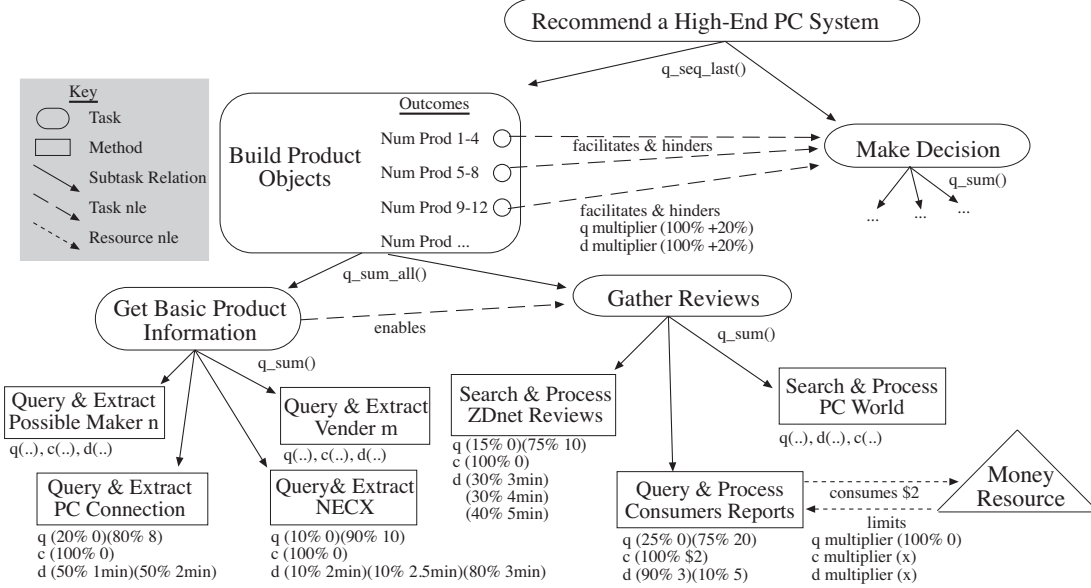 Recommend a High-End PC System
q_seq_last()
Key
Task
Method
Subtask Relation
Task nle
Resource nle
Build Product
Objects
Outcomes
Num Prod 1-4
Num Prod 5-8
Num Prod 9-12
Num Prod ...
facilitates & hinders
facilitates & hinders
q multiplier (100% +20%)
d multiplier (100% +20%)
Make Decision
q_sum()
...
...
...
q_sum_all()
Get Basic Product
Information
enables
Gather Reviews
q_sum()
q_sum()
Query & Extract
Possible Maker n
q(..), c(..), d(..)
Query & Extract
Vender m
q(..), c(..), d(..)
Query & Extract
PC Connection
q (20% 0)(80% 8)
c (100% 0)
d (50% 1min)(50% 2min)
Query& Extract
NECX
q (10% 0)(90% 10)
c (100% 0)
d (10% 2min)(10% 2.5min)(80% 3min)
Search & Process
ZDnet Reviews
q (15% 0)(75% 10)
c (100% 0)
d (30% 3min)
(30% 4min)
(40% 5min)
Search & Process
PC World
q(..), d(..), c(..)
Query & Process
Consumers Reports
q (25% 0)(75% 20)
c (100% $2)
d (90% 3)(10% 5)
consumes $2
limits
q multiplier (100% 0)
c multiplier (x)
d multiplier (x)
Money
Resource